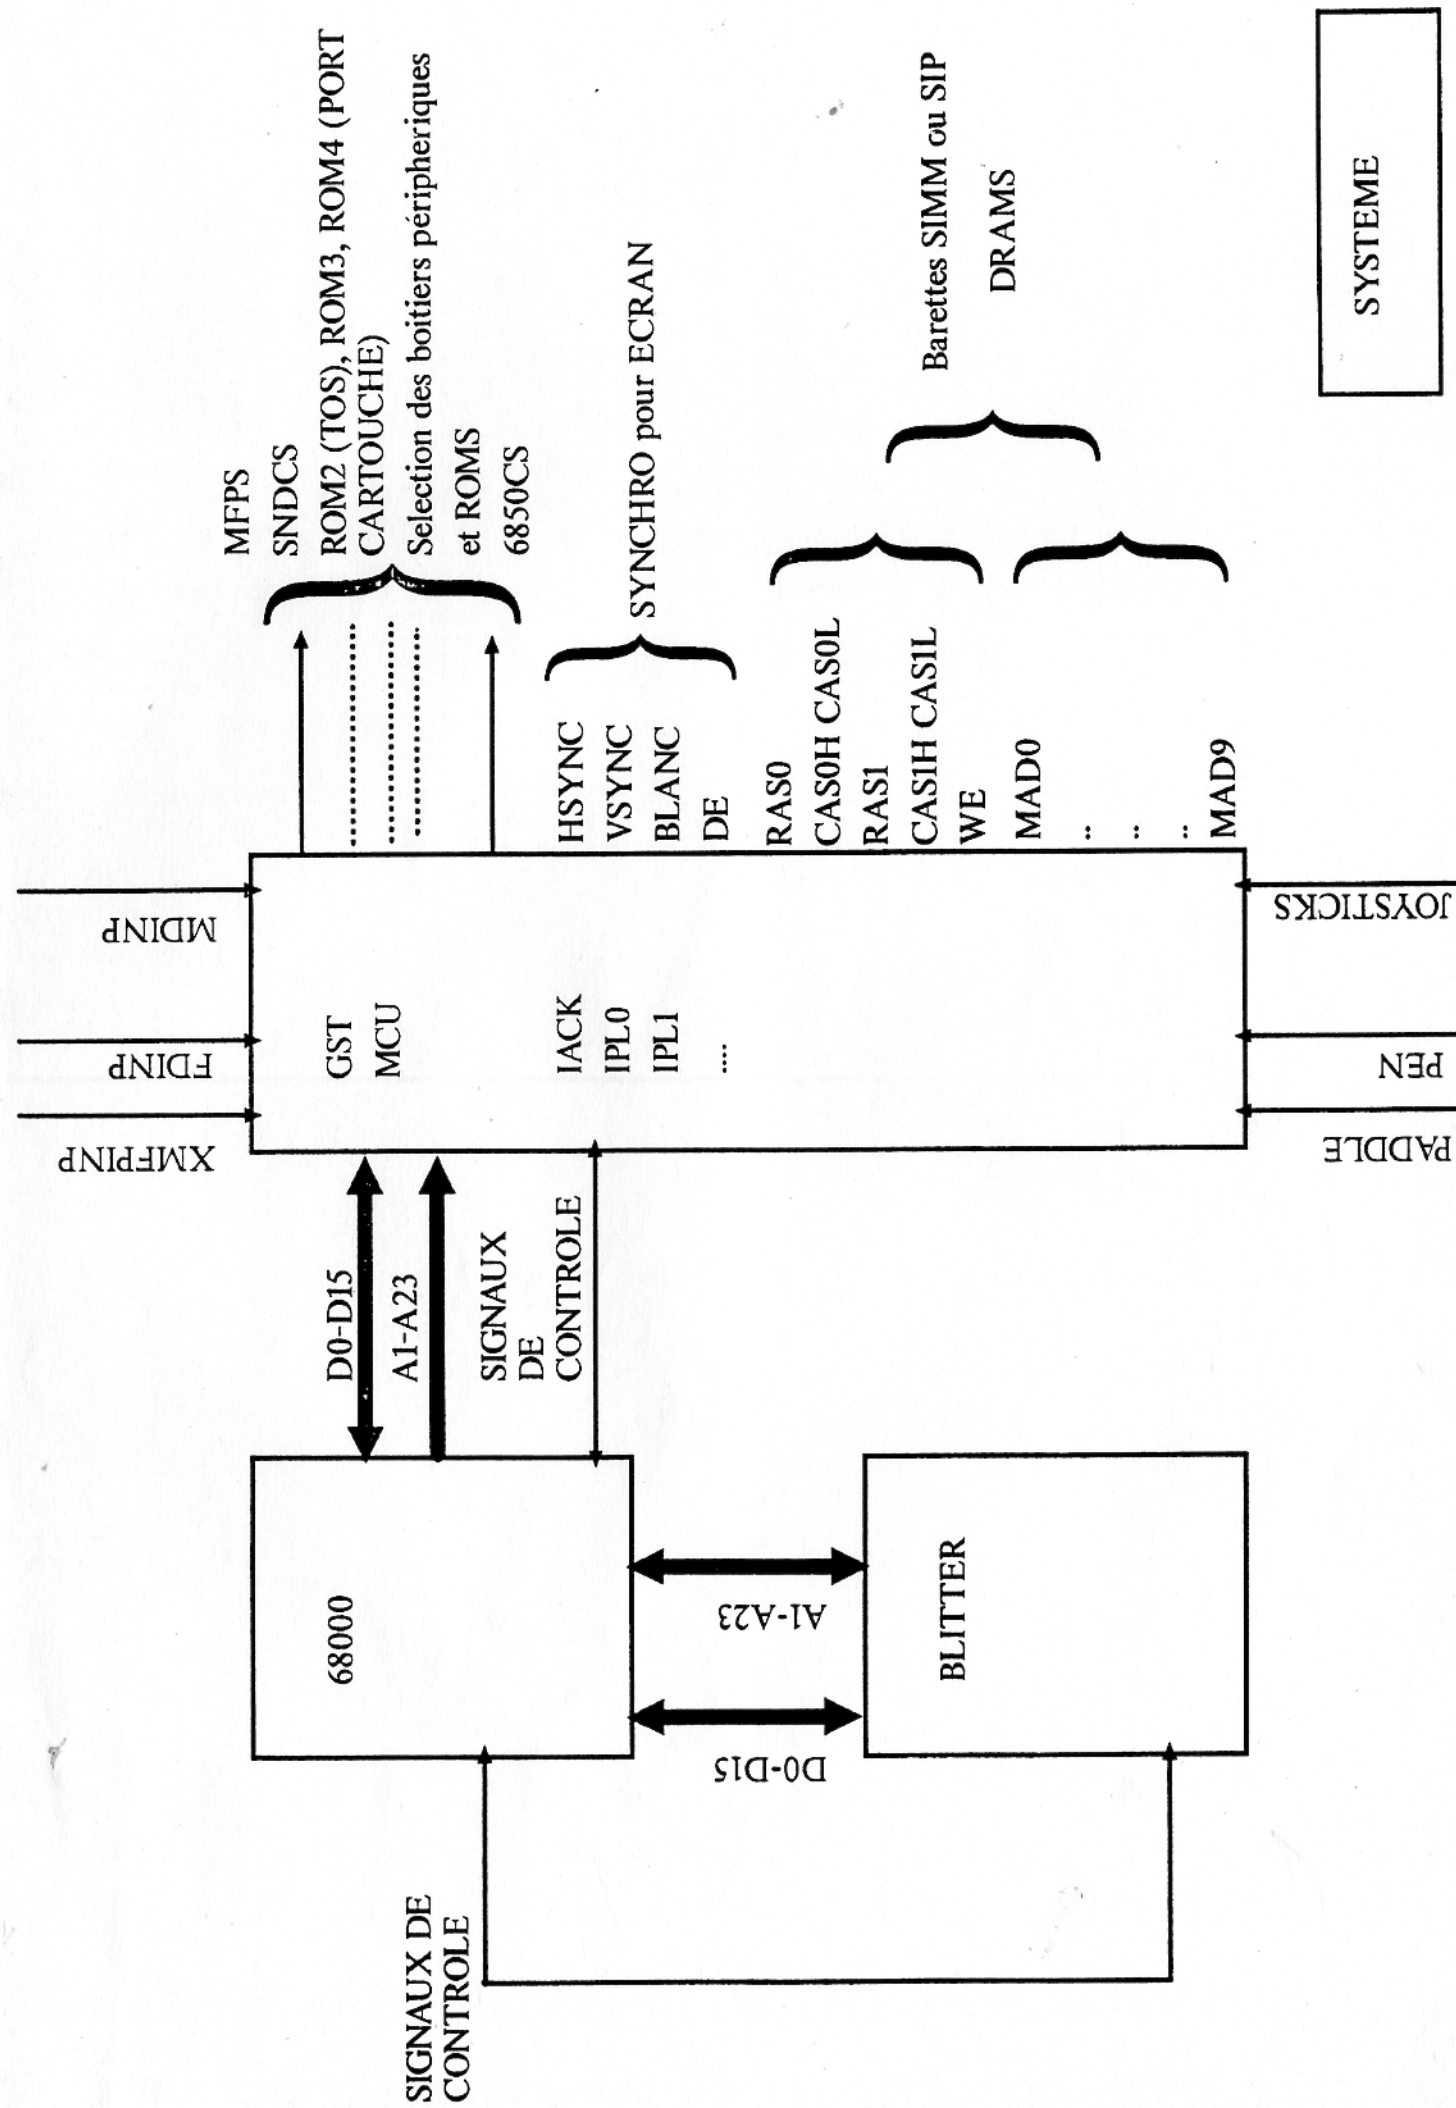 MFPS
SNDCS
ROM2 (TOS), ROM3, ROM4 (PORT
CARTOUCHE)
Selection des boitiers péripheriques
et ROMS
6850CS
HSYNC
VSYNC
BLANC
DE
SYNCHRO pour ECRAN
RAS0
CAS0H CAS0L
RAS1
CAS1H CAS1L
WE
MAD0
..
..
..
MAD9
Barettes SIMM ou SIP
DRAMS
MDINP
FDINP
XMFPINP
GST
MCU
IACK
IPL0
IPL1
....
JOYSTICKS
PEN
PADDLE
D0-D15
A1-A23
SIGNAUX
DE
CONTROLE
68000
A1-A23
D0-D15
BLITTER
SIGNAUX DE
CONTROLE
SYSTEME